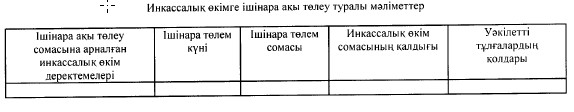 Инкассалық өкімге ішінара ақы төлеу туралы мәліметтер
Ішінара ақы төлеу
сомасына арналған
инкассалық өкім
деректемелері
Ішінара төлем
күні
Ішінара төлем
сомасы
Инкассалық өкім
сомасының қалдығы
Уәкілетті
тұлғалардың
қолдары